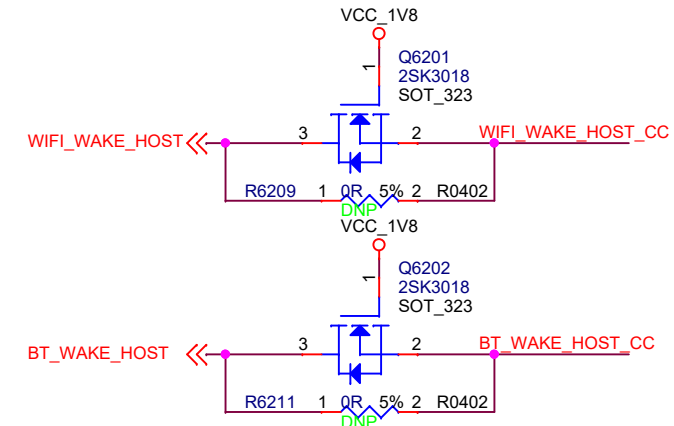 VCC_1V8
1
Q6201
2SK3018
SOT_323
WIFI_WAKE_HOST
3
2
WIFI_WAKE_HOST_CC
R6209 1 0R 5% 2 R0402
DNP
VCC_1V8
1
Q6202
2SK3018
SOT_323
BT_WAKE_HOST
3
2
BT_WAKE_HOST_CC
R6211 1 0R 5% 2 R0402
DNP